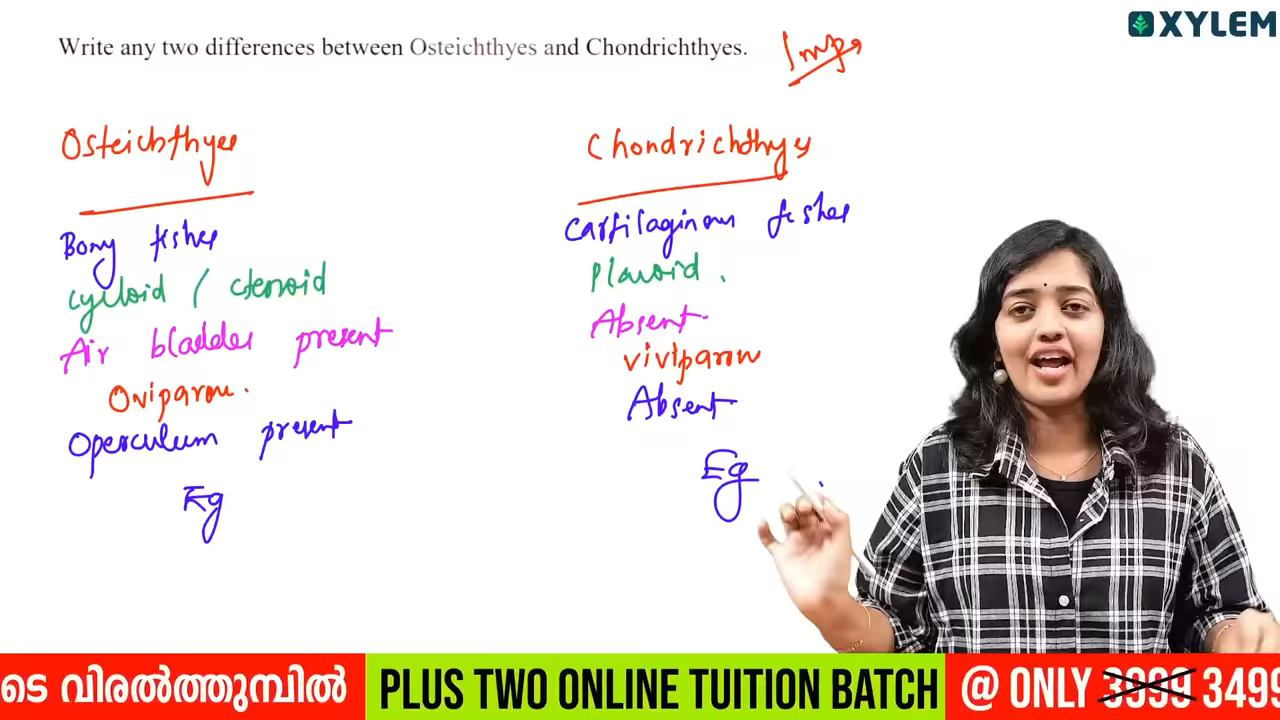 XYLEM
Write any two differences between Osteichthyes and Chondrichthyes.
Imp
Osteichthyes
Chondrichthyes
Bony fishes
Cartilaginous fishes
Cycloid / ctenoid
Placoid.
Air bladder present
Absent
Oviparous.
viviparous
Operculum present
Absent
Eg
Eg
ടെ വിരൽത്തുമ്പിൽ
PLUS TWO ONLINE TUITION BATCH
@ ONLY 3999 3499